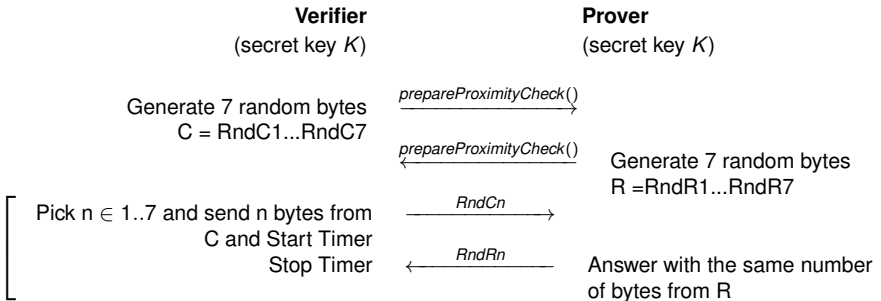 Verifier Prover
(secret key K) (secret key K)
prepareProximityCheck()
Generate 7 random bytes
C = RndC1...RndC7
prepareProximityCheck()
Generate 7 random bytes
R =RndR1...RndR7
Pick n ∈ 1..7 and send n bytes from
RndCn
C and Start Timer
Stop Timer
RndRn
Answer with the same number
of bytes from R